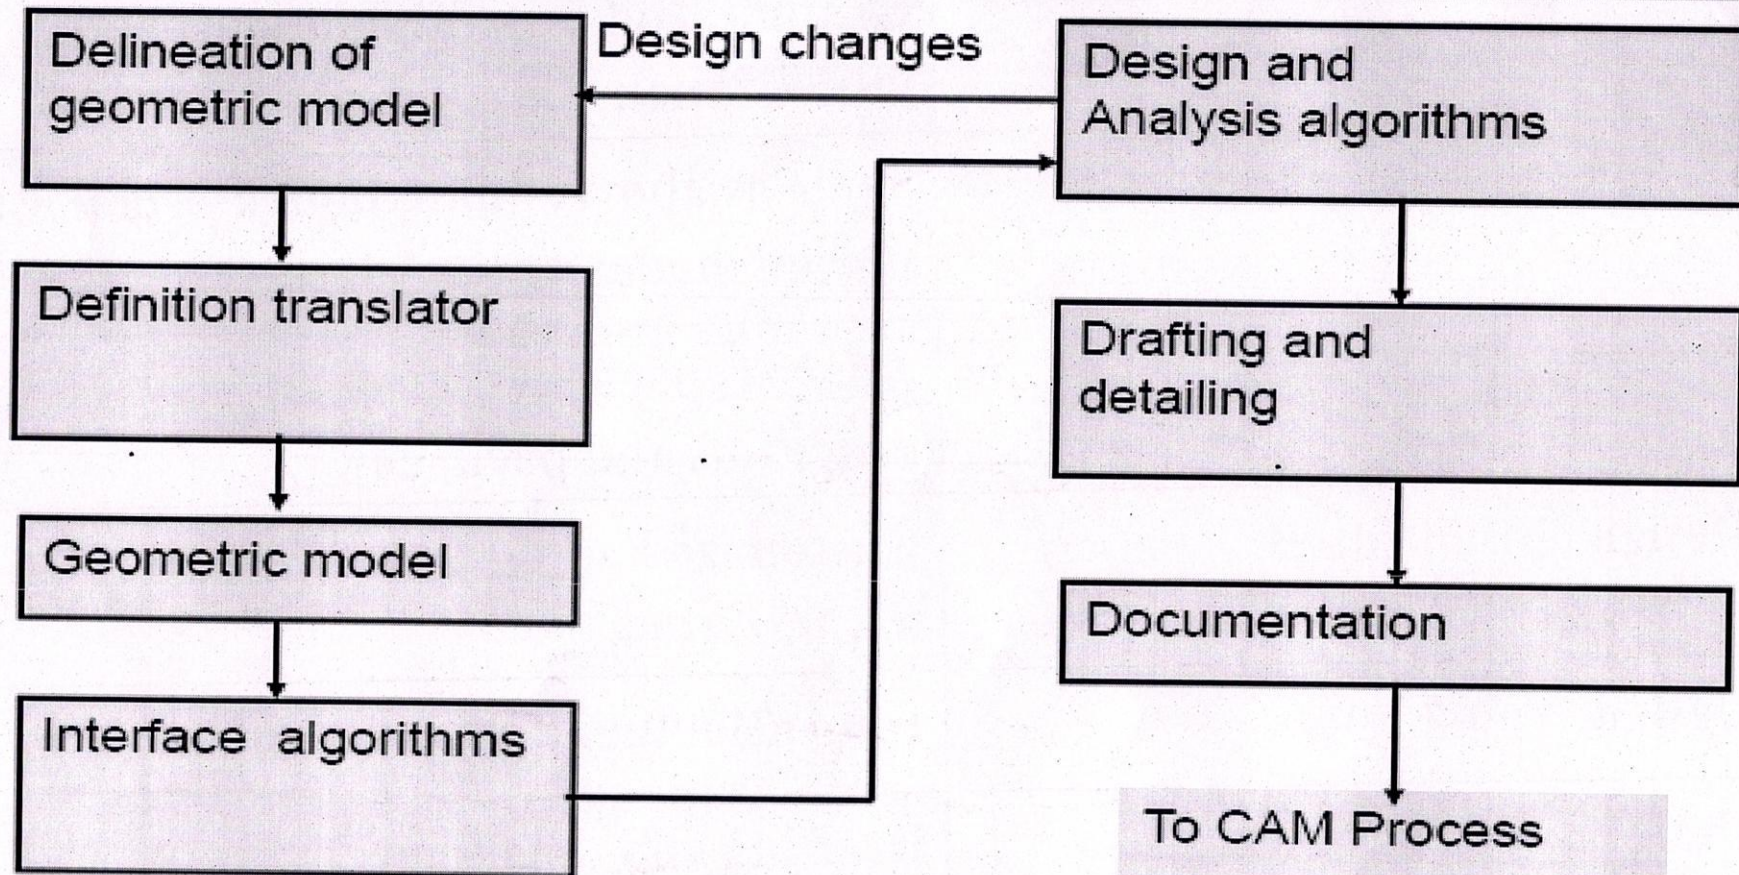 Delineation of
geometric model
Design changes
Design and
Analysis algorithms
Definition translator
Drafting and
detailing
Geometric model
Documentation
Interface algorithms
To CAM Process